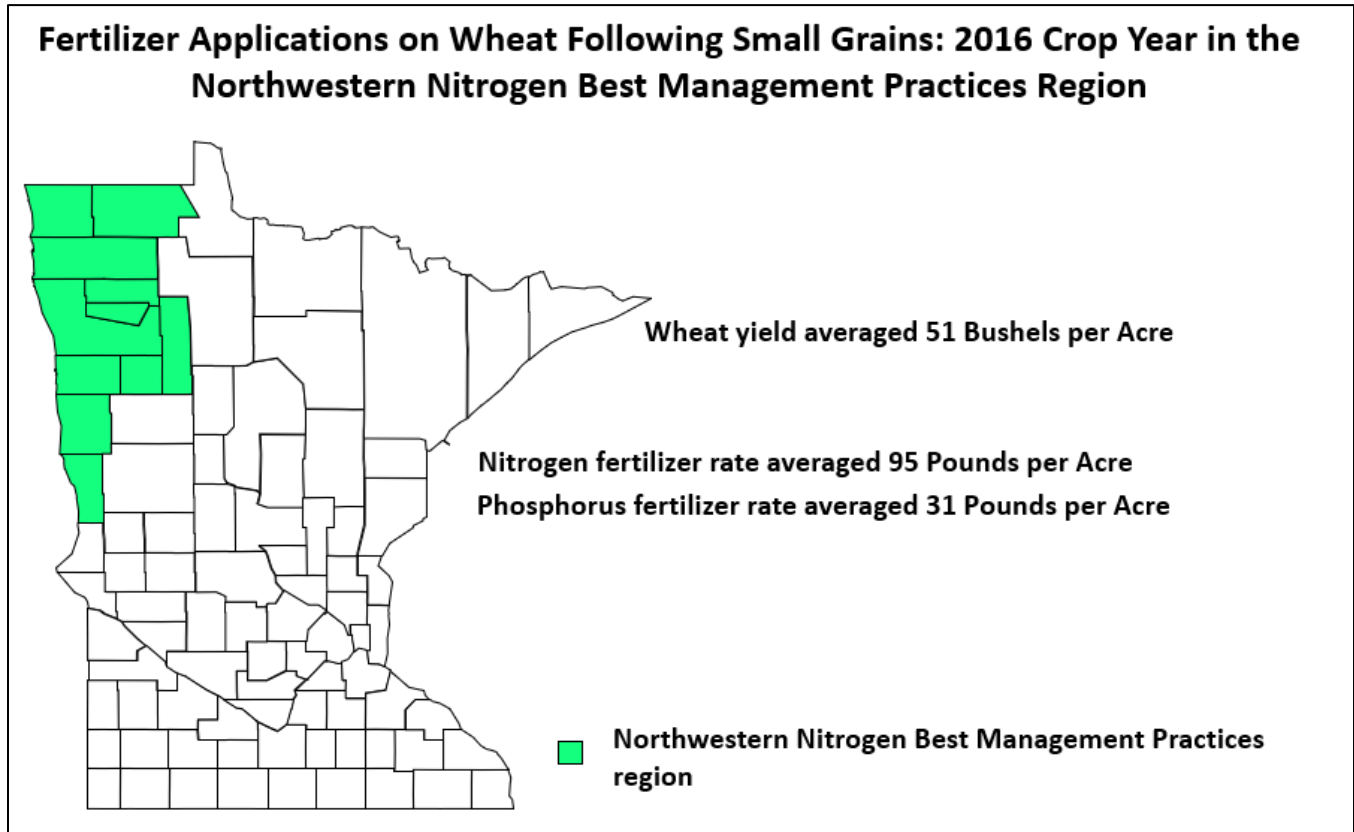 Fertilizer Applications on Wheat Following Small Grains: 2016 Crop Year in the
Northwestern Nitrogen Best Management Practices Region
Wheat yield averaged 51 Bushels per Acre
Nitrogen fertilizer rate averaged 95 Pounds per Acre
Phosphorus fertilizer rate averaged 31 Pounds per Acre
Northwestern Nitrogen Best Management Practices
region